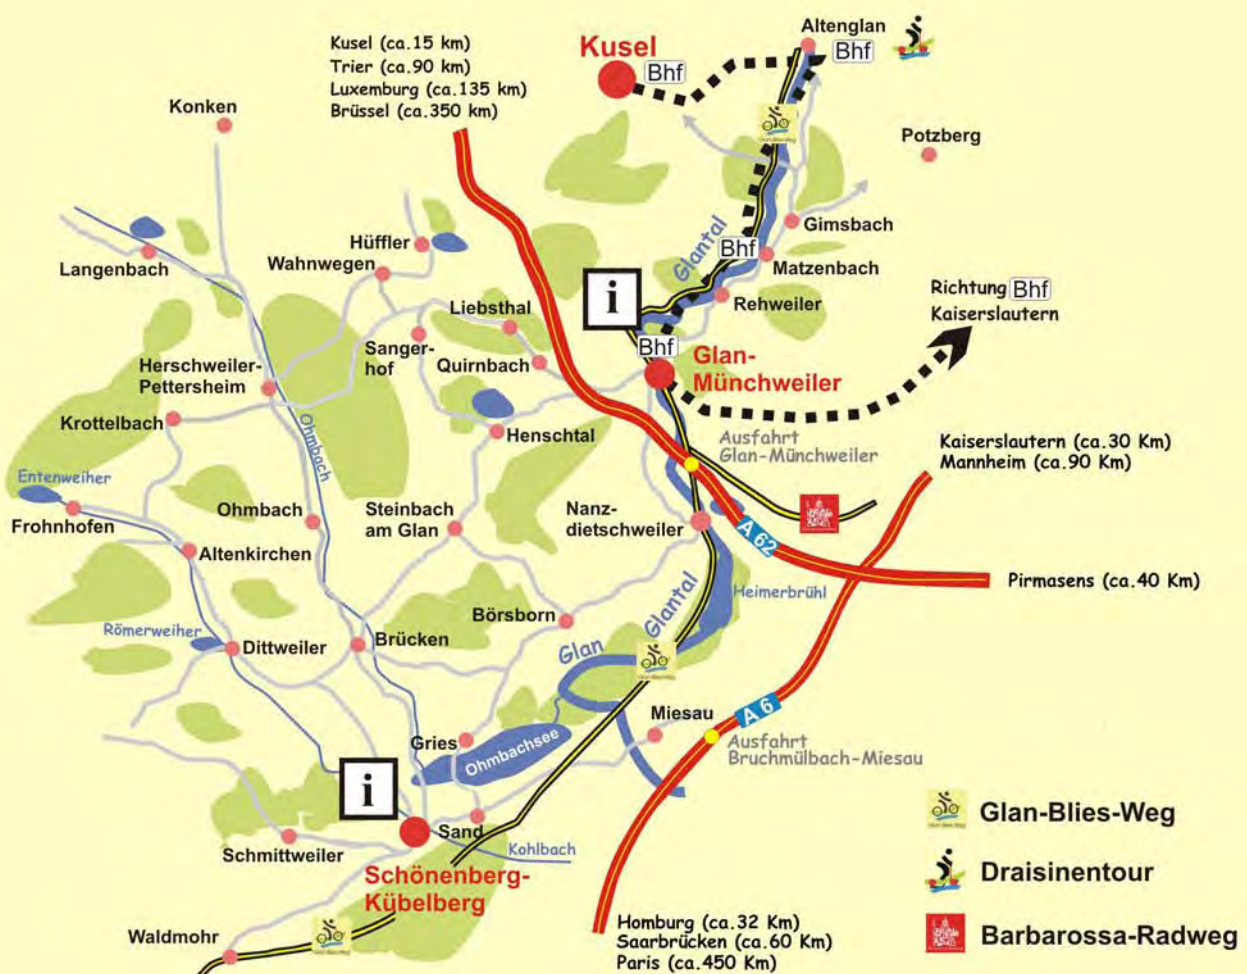 Altenglan
Bhf
Kusel
Bhf
Kusel (ca.15 km)
Trier (ca.90 km)
Luxemburg (ca.135 km)
Brüssel (ca.350 km)
Konken
Potzberg
Gimsbach
Glantal
Hüffler
Wahnwegen
Langenbach
Bhf
Matzenbach
Rehweiler
i
Richtung Bhf
Kaiserslautern
Liebsthal
Sanger-
hof
Quirnbach
Bhf
Glan-
Münchweiler
Herschweiler-
Pettersheim
Krottelbach
Ohmbach
Henschtal
Ausfahrt
Glan-Münchweiler
Kaiserslautern (ca.30 Km)
Mannheim (ca.90 Km)
Entenweiher
Frohnhofen
Ohmbach
Steinbach
am Glan
Nanz-
dietschweiler
A 62
Altenkirchen
Heimerbrühl
Pirmasens (ca.40 Km)
Börsborn
Glantal
Glan
Römerweiher
Dittweiler
Brücken
Miesau
A 6
Gries
Ohmbachsee
Ausfahrt
Bruchmülbach-Miesau
i
Sand
Kohlbach
Schmittweiler
Schönenberg-
Kübelberg
Waldmohr
Homburg (ca.32 Km)
Saarbrücken (ca.60 Km)
Paris (ca.450 Km)
Glan-Blies-Weg
Draisinentour
Barbarossa-Radweg